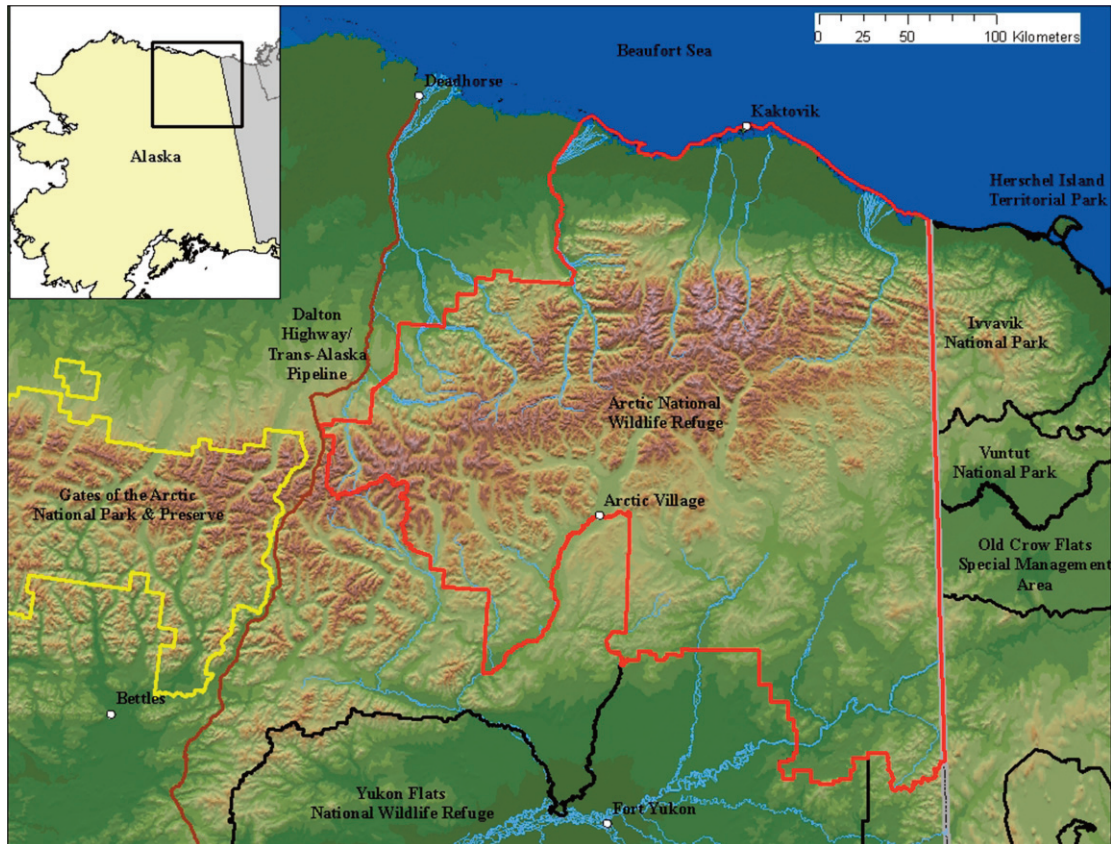 0 25 50 100 Kilometers
Beaufort Sea
Deadhorse
Kaktovik
Alaska
Herschel Island
Territorial Park
Dalton
Highway/
Trans-Alaska
Pipeline
Ivvavik
National Park
Arctic National
Wildlife Refuge
Vuntut
National Park
Gates of the Arctic
National Park & Preserve
Arctic Village
Old Crow Flats
Special Management
Area
Bettles
Yukon Flats
National Wildlife Refuge
Fort Yukon